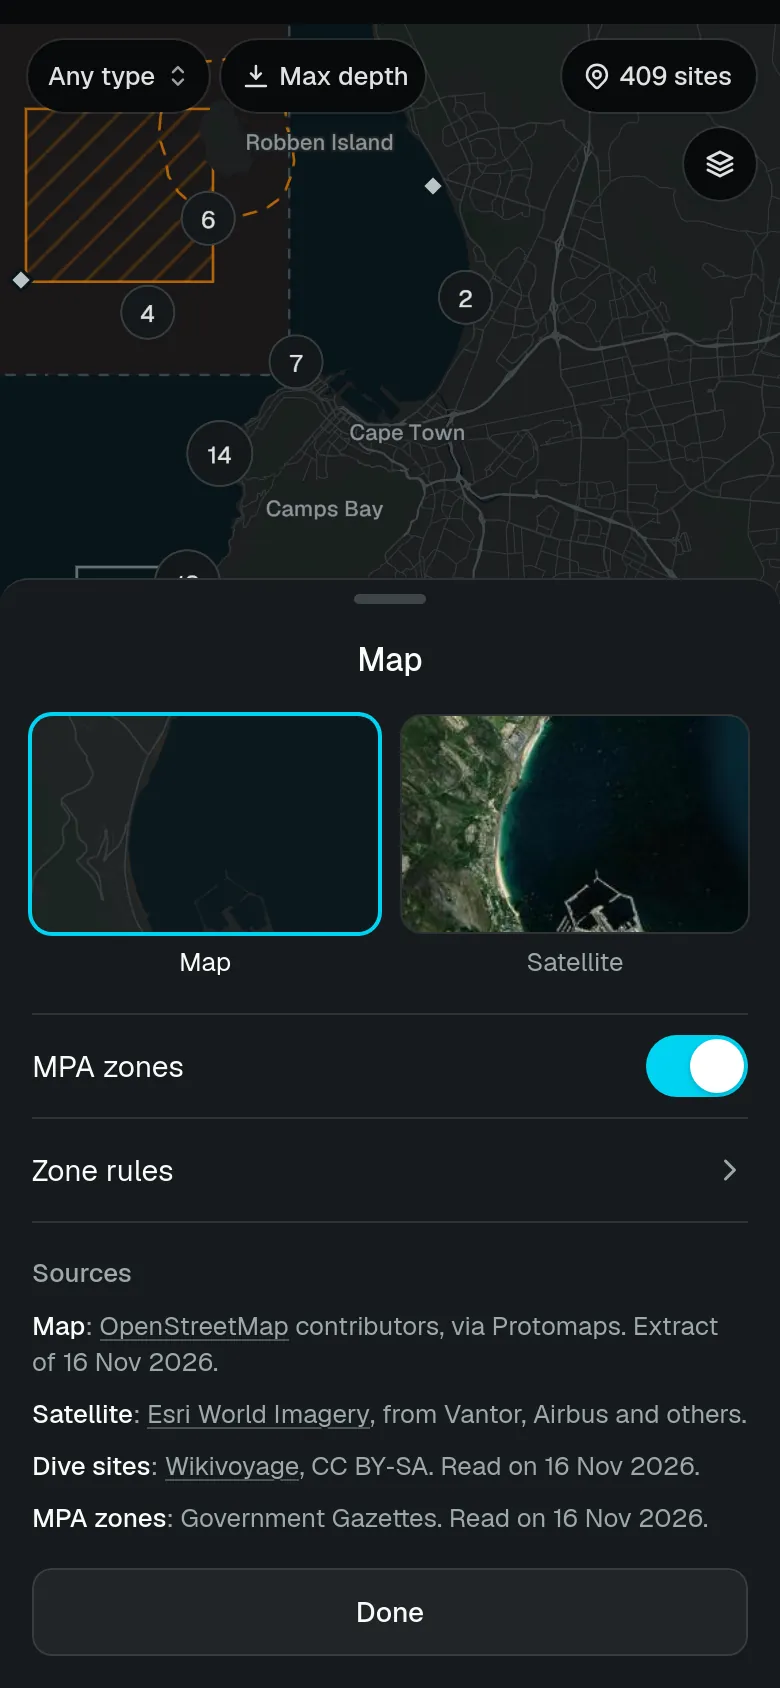 Any type
Max depth
409 sites
Robben Island
6
2
4
7
Cape Town
14
Camps Bay
Map
Map
Satellite
MPA zones
Zone rules
Sources
Map: OpenStreetMap contributors, via Protomaps. Extract
of 16 Nov 2026.
Satellite: Esri World Imagery, from Vantor, Airbus and others.
Dive sites: Wikivoyage, CC BY-SA. Read on 16 Nov 2026.
MPA zones: Government Gazettes. Read on 16 Nov 2026.
Done